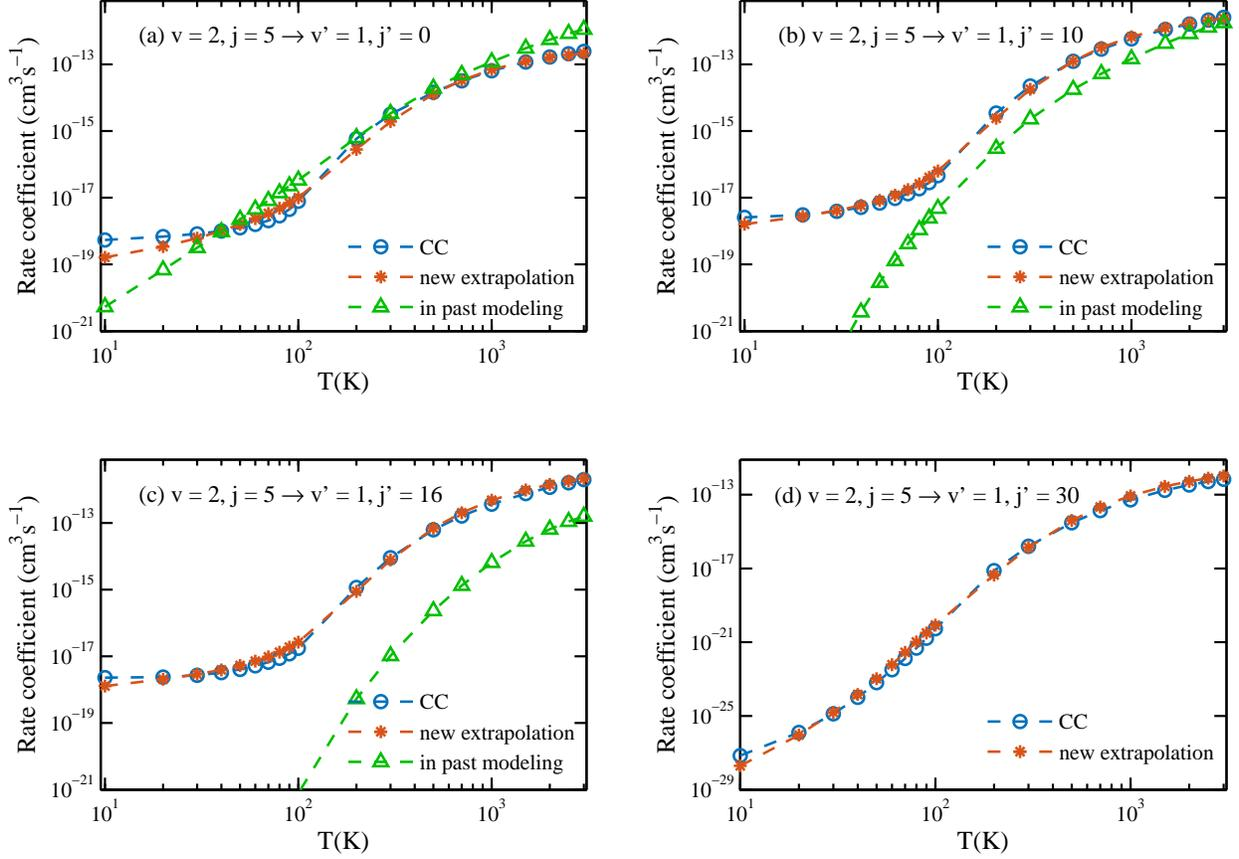 (a) v = 2, j = 5 → v’ = 1, j’ = 0
Rate coefficient (cm³s⁻¹)
10⁻¹³
10⁻¹⁵
10⁻¹⁷
10⁻¹⁹
10⁻²¹
CC
new extrapolation
in past modeling
10¹ 10² 10³
T(K)
(b) v = 2, j = 5 → v’ = 1, j’ = 10
Rate coefficient (cm³s⁻¹)
10⁻¹³
10⁻¹⁵
10⁻¹⁷
10⁻¹⁹
10⁻²¹
CC
new extrapolation
in past modeling
10¹ 10² 10³
T(K)
(c) v = 2, j = 5 → v’ = 1, j’ = 16
Rate coefficient (cm³s⁻¹)
10⁻¹³
10⁻¹⁵
10⁻¹⁷
10⁻¹⁹
10⁻²¹
CC
new extrapolation
in past modeling
10¹ 10² 10³
T(K)
(d) v = 2, j = 5 → v’ = 1, j’ = 30
Rate coefficient (cm³s⁻¹)
10⁻¹³
10⁻¹⁷
10⁻²¹
10⁻²⁵
10⁻²⁹
CC
new extrapolation
10¹ 10² 10³
T(K)